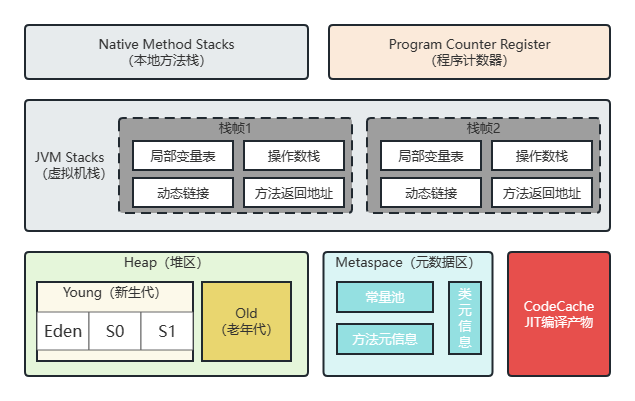 Native Method Stacks
（本地方法栈）
Program Counter Register
（程序计数器）
JVM Stacks
（虚拟机栈）
栈帧1
局部变量表
操作数栈
动态链接
方法返回地址
栈帧2
局部变量表
操作数栈
动态链接
方法返回地址
Heap（堆区）
Young（新生代）
Eden
S0
S1
Old
（老年代）
Metaspace（元数据区）
常量池
方法元信息
类元信息
CodeCache
JIT编译产物